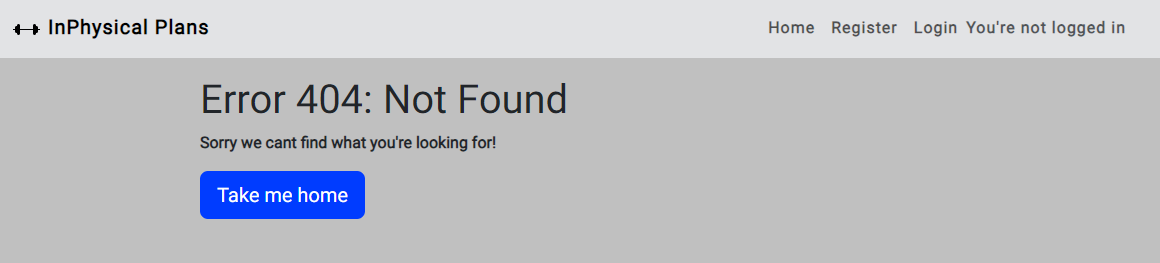 InPhysical Plans Home Register Login You're not logged in
Error 404: Not Found
Sorry we cant find what you're looking for!
Take me home